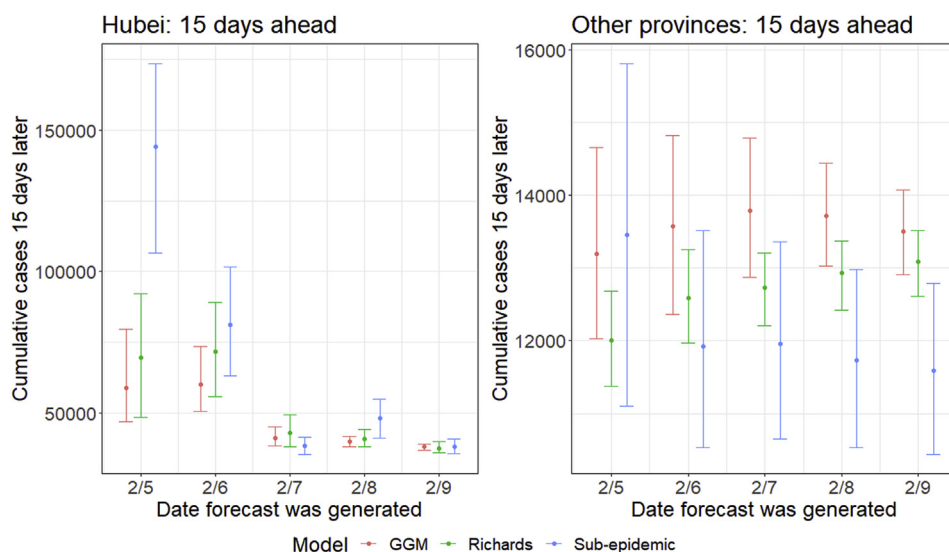 Hubei: 15 days ahead
Cumulative cases 15 days later
150000
100000
50000
2/5 2/6 2/7 2/8 2/9
Date forecast was generated
Other provinces: 15 days ahead
Cumulative cases 15 days later
16000
14000
12000
2/5 2/6 2/7 2/8 2/9
Date forecast was generated
Model GGM Richards Sub-epidemic